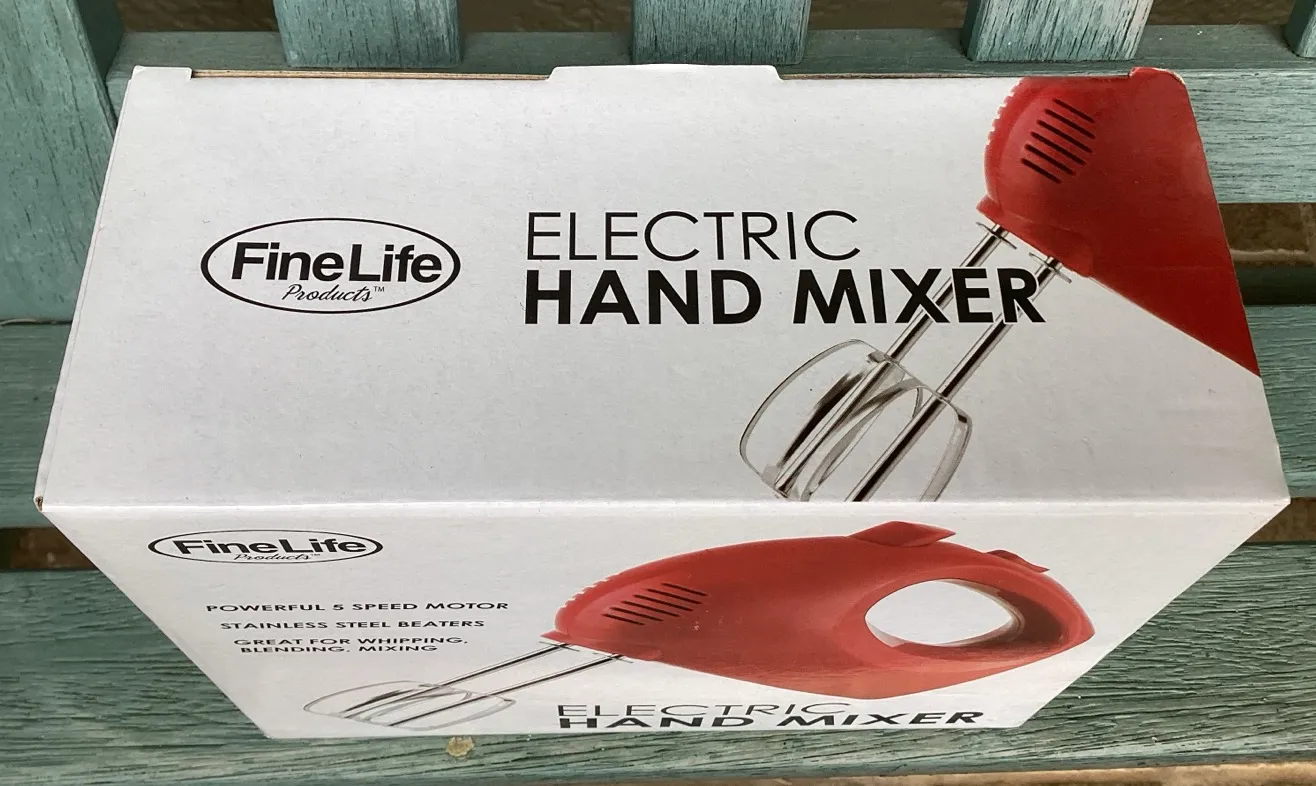 FineLife
Products™
ELECTRIC
HAND MIXER
FineLife
Products™
POWERFUL 5 SPEED MOTOR
STAINLESS STEEL BEATERS
GREAT FOR WHIPPING,
BLENDING, MIXING
ELECTRIC
HAND MIXER